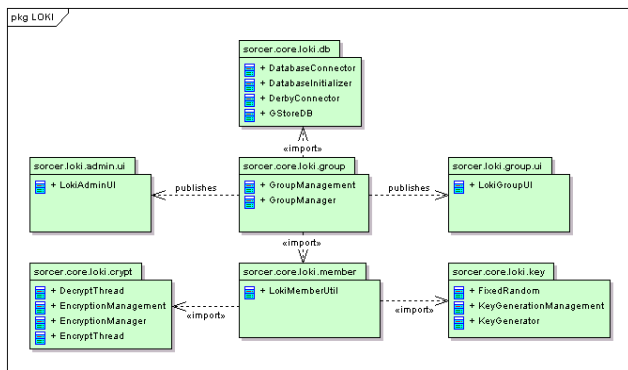 pkg LOKI
sorcer.core.loki.db
+ DatabaseConnector
+ DatabaseInitializer
+ DerbyConnector
+ GStoreDB
«import»
sorcer.loki.admin.ui
+ LokiAdminUI
publishes
sorcer.core.loki.group
+ GroupManagement
+ GroupManager
publishes
sorcer.loki.group.ui
+ LokiGroupUI
«import»
sorcer.core.loki.crypt
+ DecryptThread
+ EncryptionManagement
+ EncryptionManager
+ EncryptThread
«import»
sorcer.core.loki.member
+ LokiMemberUtil
«import»
sorcer.core.loki.key
+ FixedRandom
+ KeyGenerationManagement
+ KeyGenerator